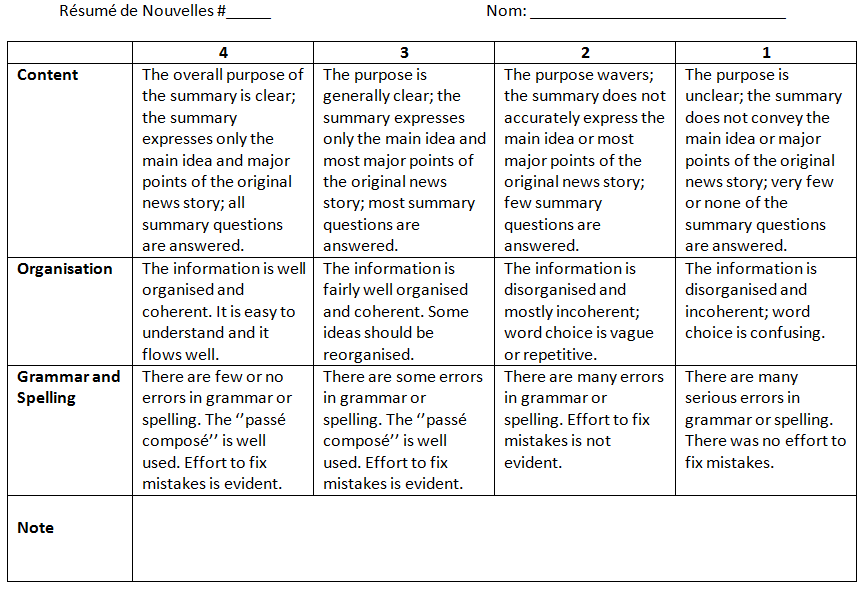 Résumé de Nouvelles #_____ Nom: _____________________________
4 3 2 1
Content
The overall purpose of
the summary is clear;
the summary
expresses only the
main idea and major
points of the original
news story; all
summary questions
are answered.
The purpose is
generally clear; the
summary expresses
only the main idea and
most major points of
the original news
story; most summary
questions are
answered.
The purpose wavers;
the summary does not
accurately express the
main idea or most
major points of the
original news story;
few summary
questions are
answered.
The purpose is
unclear; the summary
does not convey the
main idea or major
points of the original
news story; very few
or none of the
summary questions
are answered.
Organisation
The information is well
organised and
coherent. It is easy to
understand and it
flows well.
The information is
fairly well organised
and coherent. Some
ideas should be
reorganised.
The information is
disorganised and
mostly incoherent;
word choice is vague
or repetitive.
The information is
disorganised and
incoherent; word
choice is confusing.
Grammar and
Spelling
There are few or no
errors in grammar or
spelling. The ‘’passé
composé’’ is well
used. Effort to fix
mistakes is evident.
There are some errors
in grammar or
spelling. The ‘’passé
composé’’ is well
used. Effort to fix
mistakes is evident.
There are many errors
in grammar or
spelling. Effort to fix
mistakes is not
evident.
There are many
serious errors in
grammar or spelling.
There was no effort to
fix mistakes.
Note